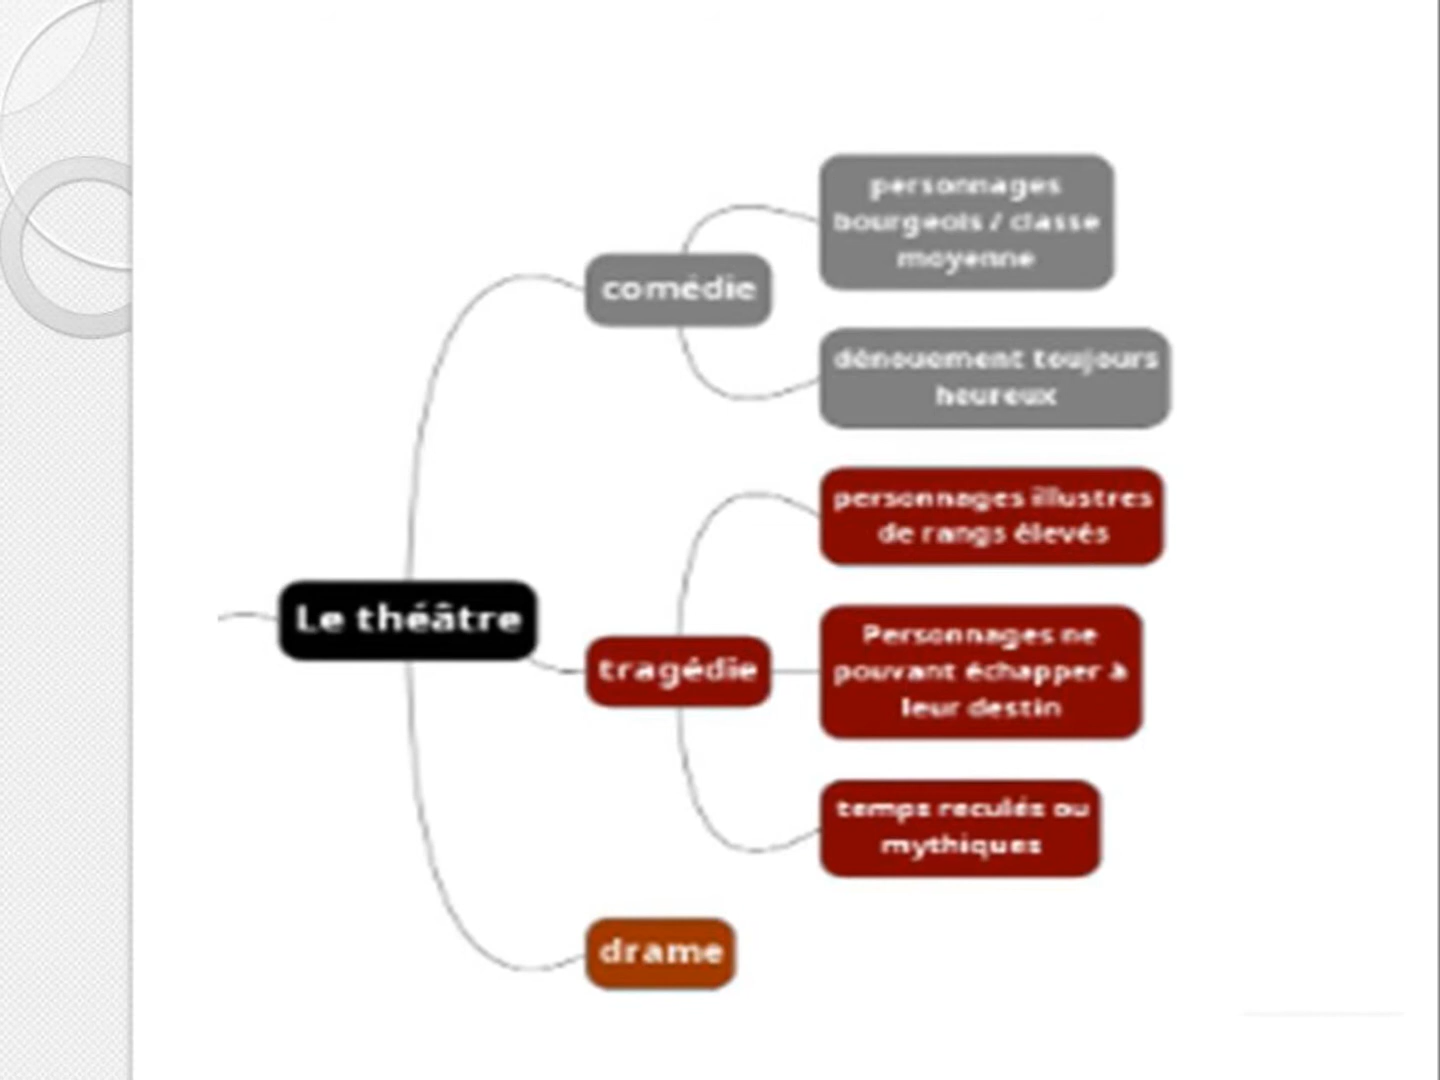 personnages
bourgeois / classe
moyenne
comédie
dénouement toujours
heureux
personnages illustres
de rangs élevés
Le théâtre
tragédie
Personnages ne
pouvant échapper à
leur destin
temps reculés ou
mythiques
drame